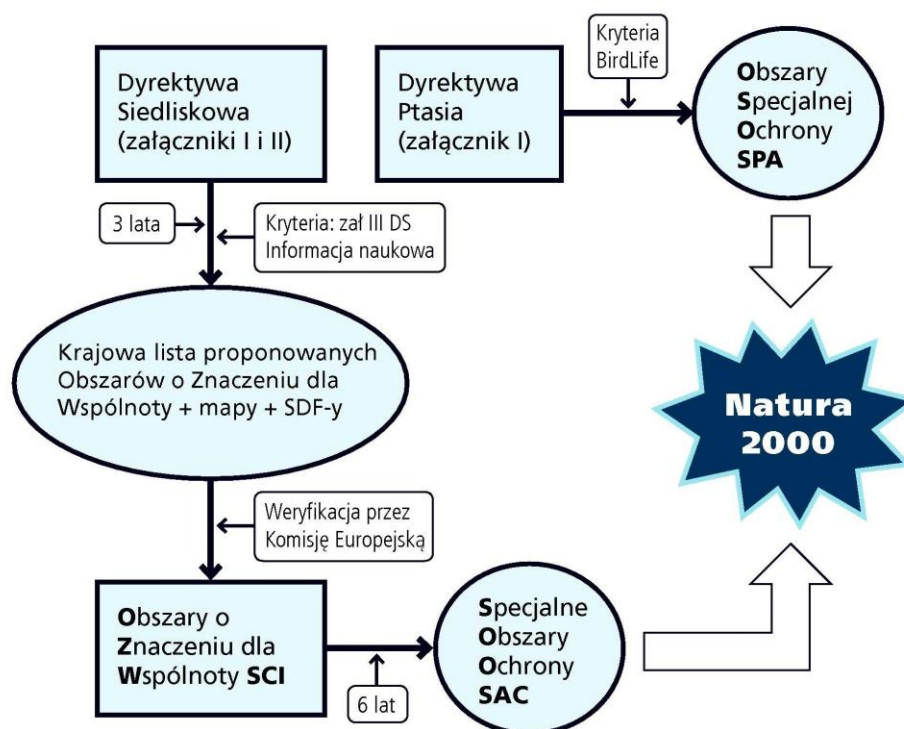 Dyrektywa
Siedliskowa
(załączniki I i II)
Dyrektywa
Ptasia
(załącznik I)
Kryteria
BirdLife
Obszary
Specjalnej
Ochrony
SPA
3 lata
Kryteria: zał III DS
Informacja naukowa
Krajowa lista proponowanych
Obszarów o Znaczeniu dla
Wspólnoty + mapy + SDF-y
Natura
2000
Weryfikacja przez
Komisję Europejską
Obszary o
Znaczeniu dla
Wspólnoty SCI
6 lat
Specjalne
Obszary
Ochrony
SAC